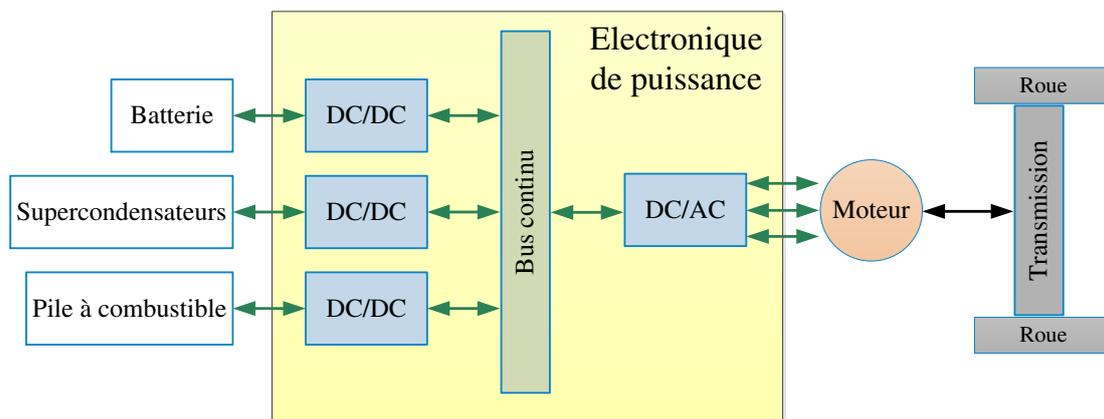 Electronique
de puissance
Batterie
DC/DC
Supercondensateurs
DC/DC
Pile à combustible
DC/DC
Bus continu
DC/AC
Moteur
Roue
Transmission
Roue